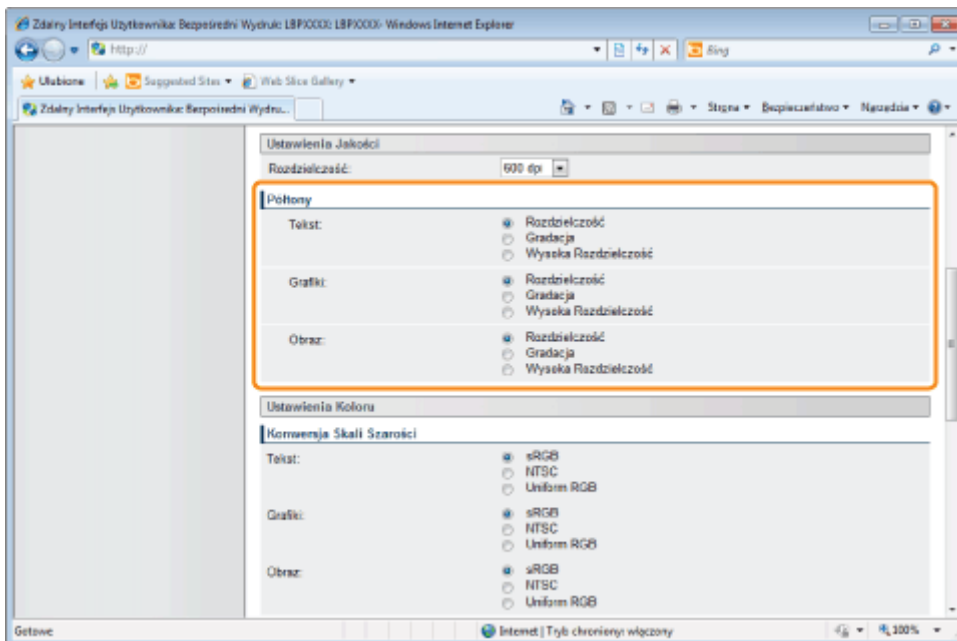 Zdalny Interfejs Użytkownika: Bezpośredni Wydruk: LBPXXXX: LBPXXXX- Windows Internet Explorer
Http://
Bing
Ulubione Suggested Sites Web Slice Gallery
Zdalny Interfejs Użytkownika: Bezpośredni Wydru... Strona Bezpieczeństwo Narzędzia
Ustawienia Jakości
Rozdzielczość: 600 dpi
Półtony
Tekst: Rozdzielczość
Gradacja
Wysoka Rozdzielczość
Grafiki: Rozdzielczość
Gradacja
Wysoka Rozdzielczość
Obraz: Rozdzielczość
Gradacja
Wysoka Rozdzielczość
Ustawienia Koloru
Konwersja Skali Szarości
Tekst: sRGB
NTSC
Uniform RGB
Grafiki: sRGB
NTSC
Uniform RGB
Obraz: sRGB
NTSC
Uniform RGB
Gotowe Internet | Tryb chroniony: włączony 100%